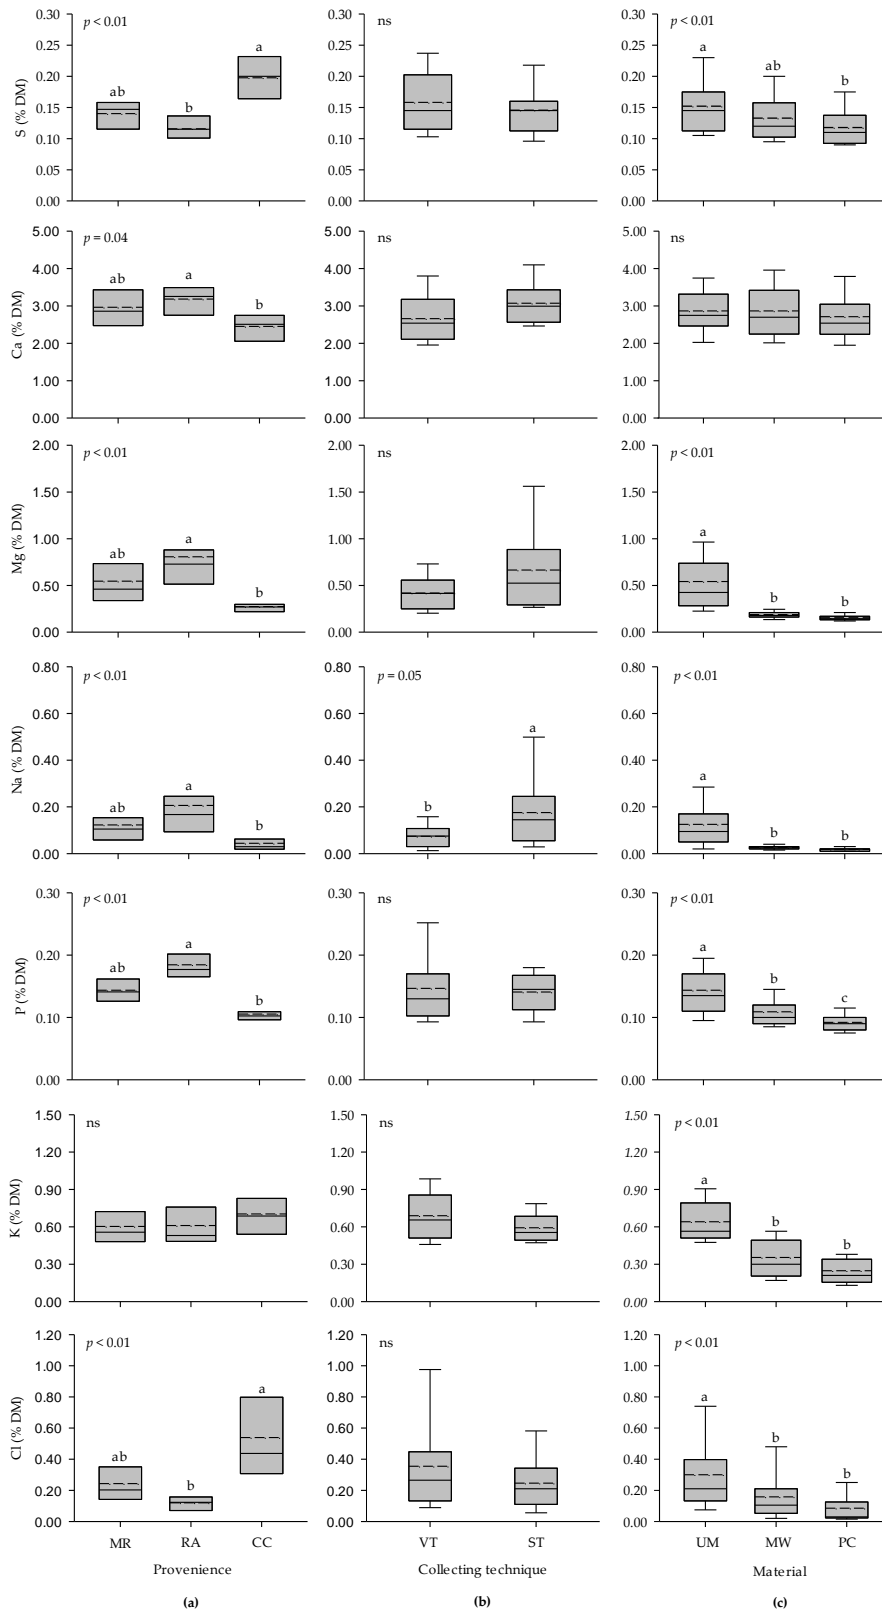 S (% DM)
0.30
0.25
0.20
0.15
0.10
0.05
0.00
p < 0.01
ab
b
a
0.30
0.25
0.20
0.15
0.10
0.05
0.00
ns
0.30
0.25
0.20
0.15
0.10
0.05
0.00
p < 0.01
a
ab
b
Ca (% DM)
5.00
4.00
3.00
2.00
1.00
0.00
p = 0.04
ab
a
b
5.00
4.00
3.00
2.00
1.00
0.00
ns
5.00
4.00
3.00
2.00
1.00
0.00
ns
Mg (% DM)
2.00
1.50
1.00
0.50
0.00
p < 0.01
ab
a
b
2.00
1.50
1.00
0.50
0.00
ns
2.00
1.50
1.00
0.50
0.00
p < 0.01
a
b
b
Na (% DM)
0.80
0.60
0.40
0.20
0.00
p < 0.01
ab
a
b
0.80
0.60
0.40
0.20
0.00
p = 0.05
b
a
0.80
0.60
0.40
0.20
0.00
p < 0.01
a
b
b
P (% DM)
0.30
0.20
0.10
0.00
p < 0.01
ab
a
b
0.30
0.20
0.10
0.00
ns
0.30
0.20
0.10
0.00
p < 0.01
a
b
c
K (% DM)
1.50
1.20
0.90
0.60
0.30
0.00
ns
1.50
1.20
0.90
0.60
0.30
0.00
ns
1.50
1.20
0.90
0.60
0.30
0.00
p < 0.01
a
b
b
Cl (% DM)
1.20
1.00
0.80
0.60
0.40
0.20
0.00
p < 0.01
ab
b
a
1.20
1.00
0.80
0.60
0.40
0.20
0.00
ns
1.20
1.00
0.80
0.60
0.40
0.20
0.00
p < 0.01
a
b
b
MR RA CC
VT ST
UM MW PC
Provenience
Collecting technique
Material
(a)
(b)
(c)